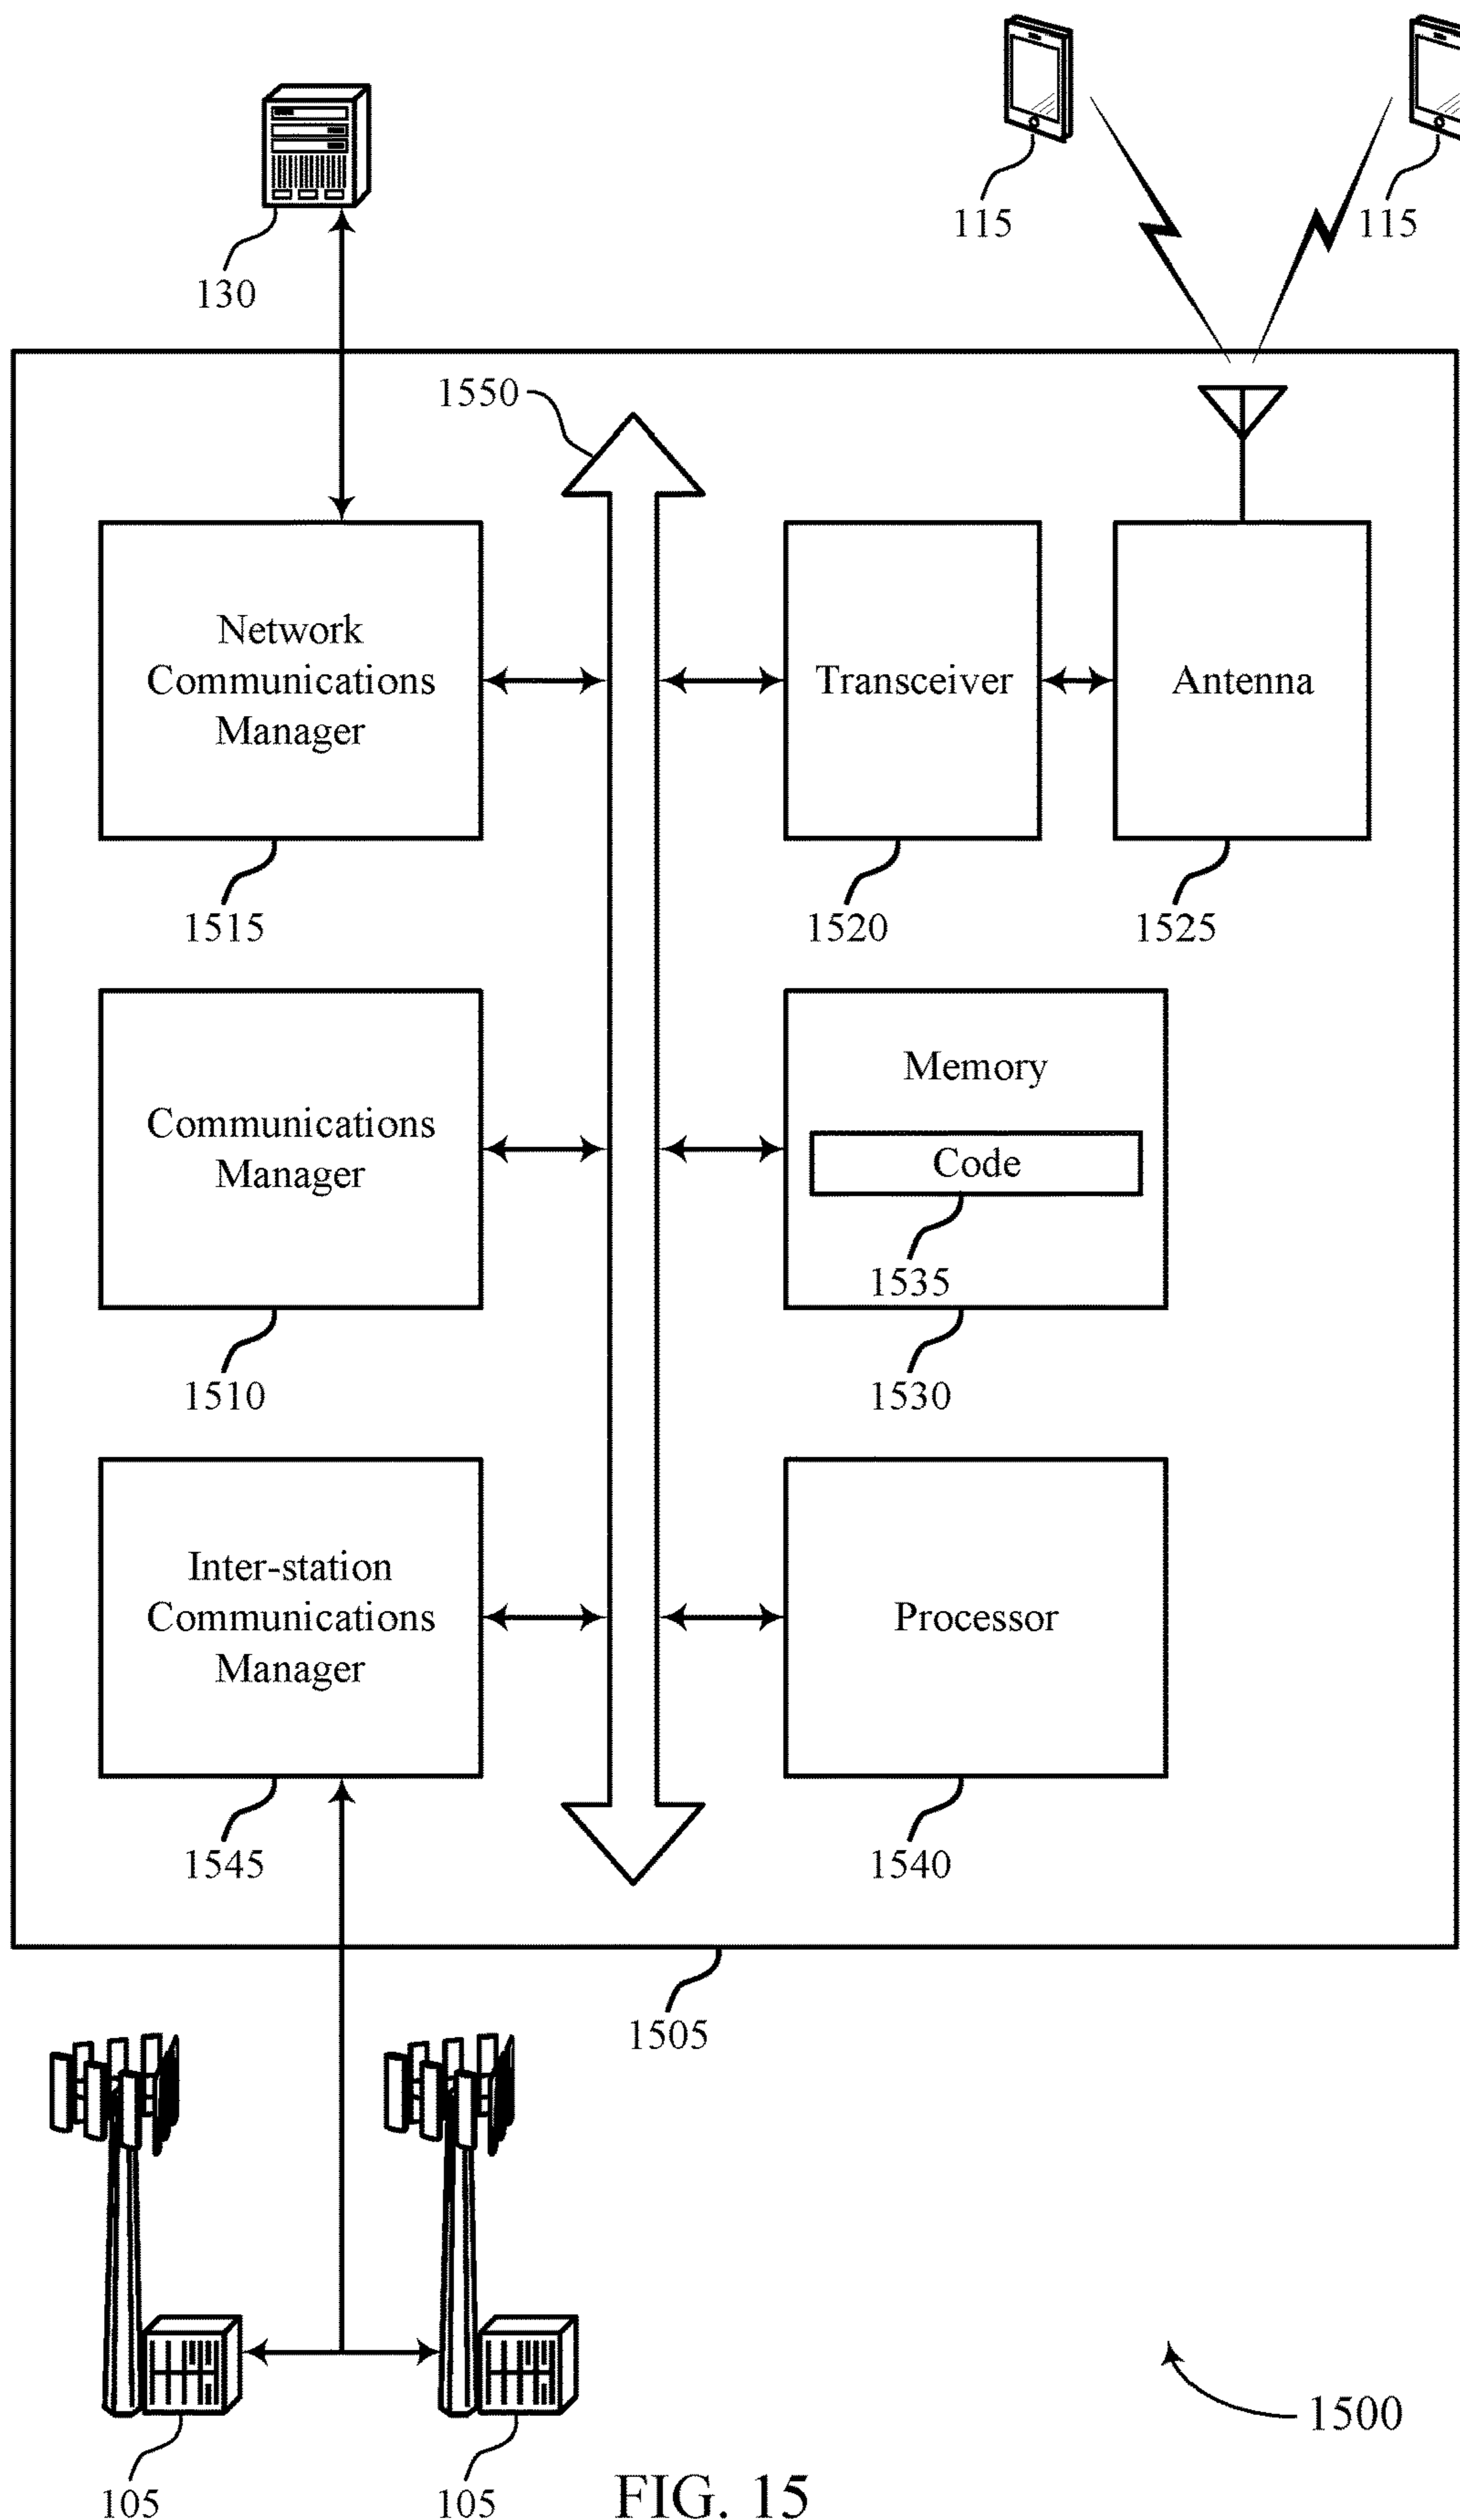 115
115
130
1550
Network
Communications
Manager
Transceiver
Antenna
1515
1520
1525
Communications
Manager
Memory
Code
1535
1510
1530
Inter-station
Communications
Manager
Processor
1545
1540
1505
1500
105
105
FIG. 15